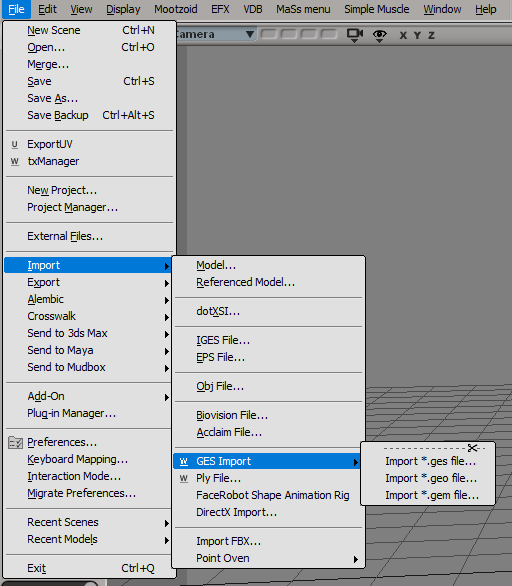 File Edit View Display Mootzoid EFX VDB MaSs menu Simple Muscle Window Help
Camera X Y Z
New Scene Ctrl+N
Open... Ctrl+O
Merge...
Save Ctrl+S
Save As...
Save Backup Ctrl+Alt+S
U ExportUV
W txManager
New Project...
Project Manager...
External Files...
Import
Export
Alembic
Crosswalk
Send to 3ds Max
Send to Maya
Send to Mudbox
Add-On
Plug-in Manager...
Preferences...
Keyboard Mapping...
Interaction Mode...
Migrate Preferences...
Recent Scenes
Recent Models
Exit Ctrl+Q
Model...
Referenced Model...
dotXSI...
IGES File...
EPS File...
Obj File...
Biovision File...
Acclaim File...
W GES Import
W Ply File...
FaceRobot Shape Animation Rig
DirectX Import...
Import FBX...
Point Oven
Import *.ges file...
Import *.geo file...
Import *.gem file...